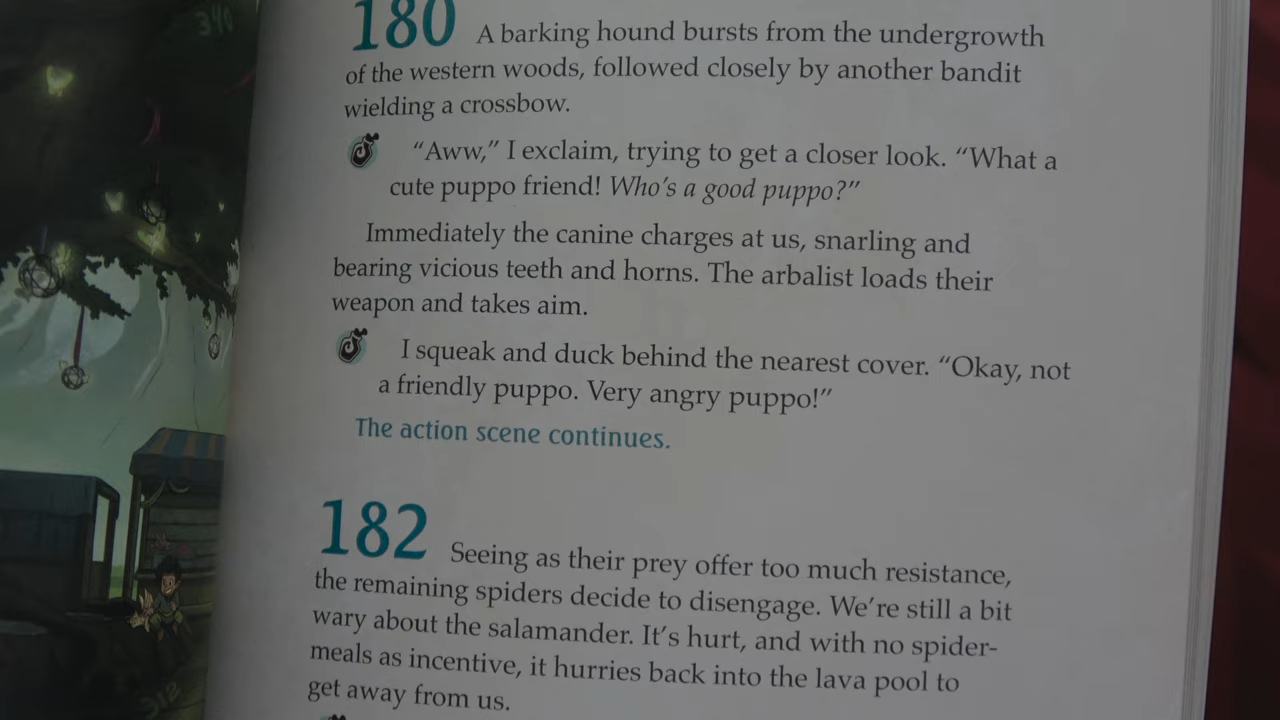 340
180 A barking hound bursts from the undergrowth
of the western woods, followed closely by another bandit
wielding a crossbow.
“Aww,” I exclaim, trying to get a closer look. “What a
cute puppo friend! Who’s a good puppo?”
Immediately the canine charges at us, snarling and
bearing vicious teeth and horns. The arbalist loads their
weapon and takes aim.
I squeak and duck behind the nearest cover. “Okay, not
a friendly puppo. Very angry puppo!”
The action scene continues.
182 Seeing as their prey offer too much resistance,
the remaining spiders decide to disengage. We’re still a bit
wary about the salamander. It’s hurt, and with no spider-
meals as incentive, it hurries back into the lava pool to
get away from us.